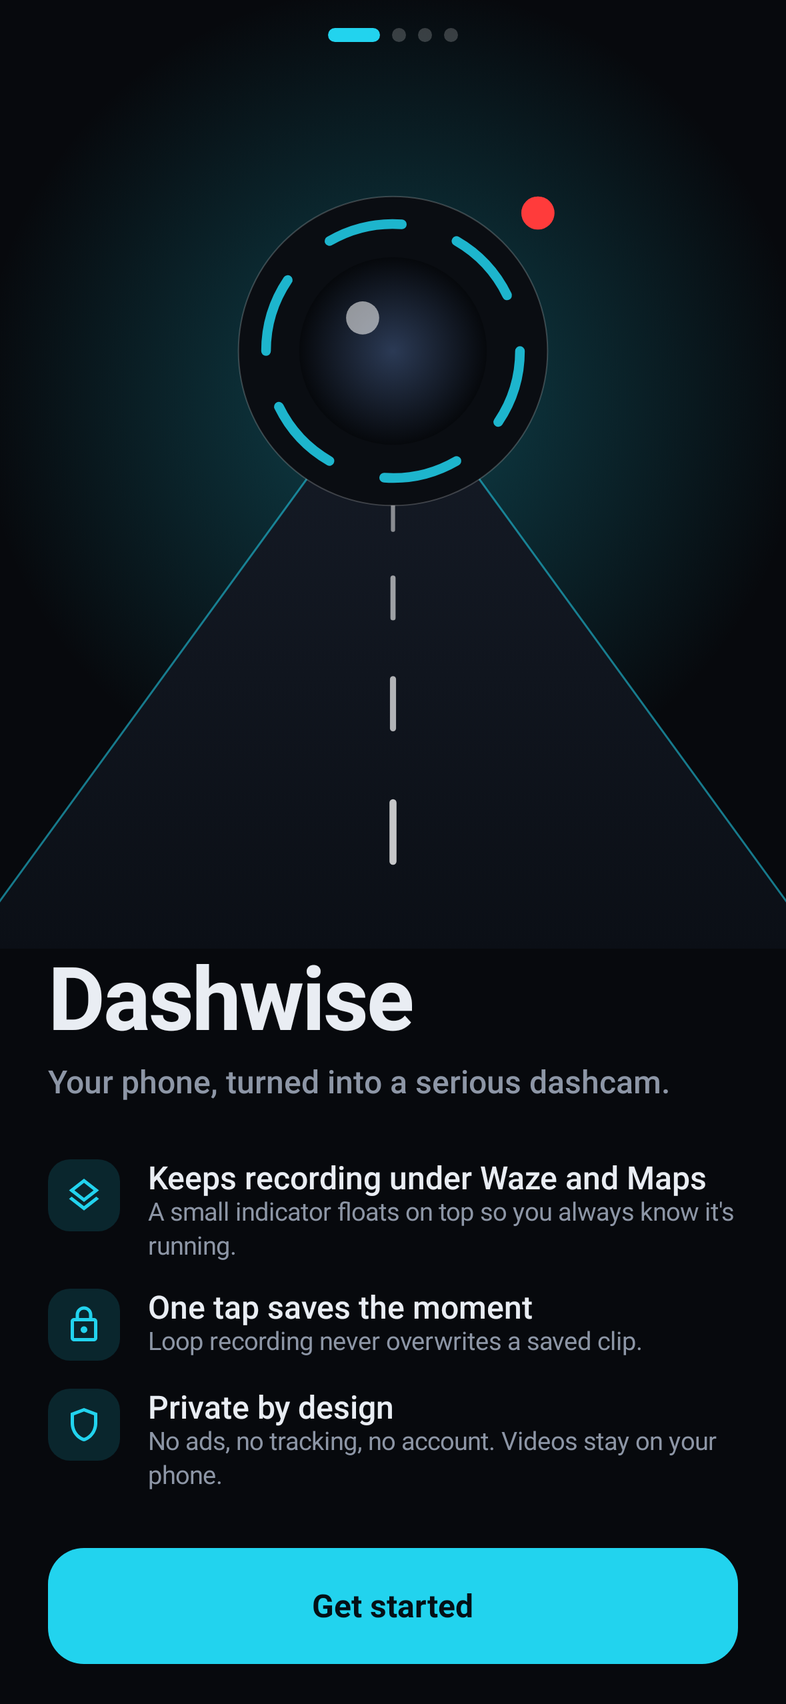 Dashwise
Your phone, turned into a serious dashcam.
Keeps recording under Waze and Maps
A small indicator floats on top so you always know it's
running.
One tap saves the moment
Loop recording never overwrites a saved clip.
Private by design
No ads, no tracking, no account. Videos stay on your
phone.
Get started